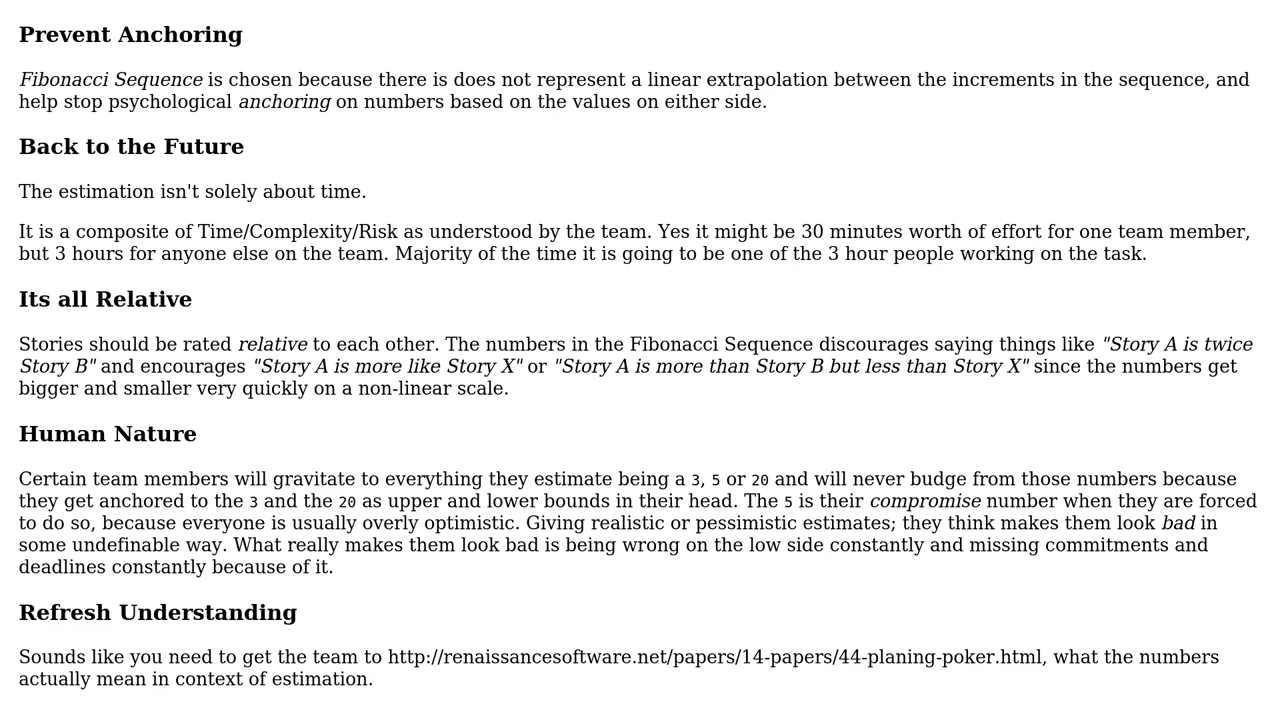 Prevent Anchoring
Fibonacci Sequence is chosen because there is does not represent a linear extrapolation between the increments in the sequence, and
help stop psychological anchoring on numbers based on the values on either side.
Back to the Future
The estimation isn't solely about time.
It is a composite of Time/Complexity/Risk as understood by the team. Yes it might be 30 minutes worth of effort for one team member,
but 3 hours for anyone else on the team. Majority of the time it is going to be one of the 3 hour people working on the task.
Its all Relative
Stories should be rated relative to each other. The numbers in the Fibonacci Sequence discourages saying things like "Story A is twice
Story B" and encourages "Story A is more like Story X" or "Story A is more than Story B but less than Story X" since the numbers get
bigger and smaller very quickly on a non-linear scale.
Human Nature
Certain team members will gravitate to everything they estimate being a 3, 5 or 20 and will never budge from those numbers because
they get anchored to the 3 and the 20 as upper and lower bounds in their head. The 5 is their compromise number when they are forced
to do so, because everyone is usually overly optimistic. Giving realistic or pessimistic estimates; they think makes them look bad in
some undefinable way. What really makes them look bad is being wrong on the low side constantly and missing commitments and
deadlines constantly because of it.
Refresh Understanding
Sounds like you need to get the team to http://renaissancesoftware.net/papers/14-papers/44-planing-poker.html, what the numbers
actually mean in context of estimation.